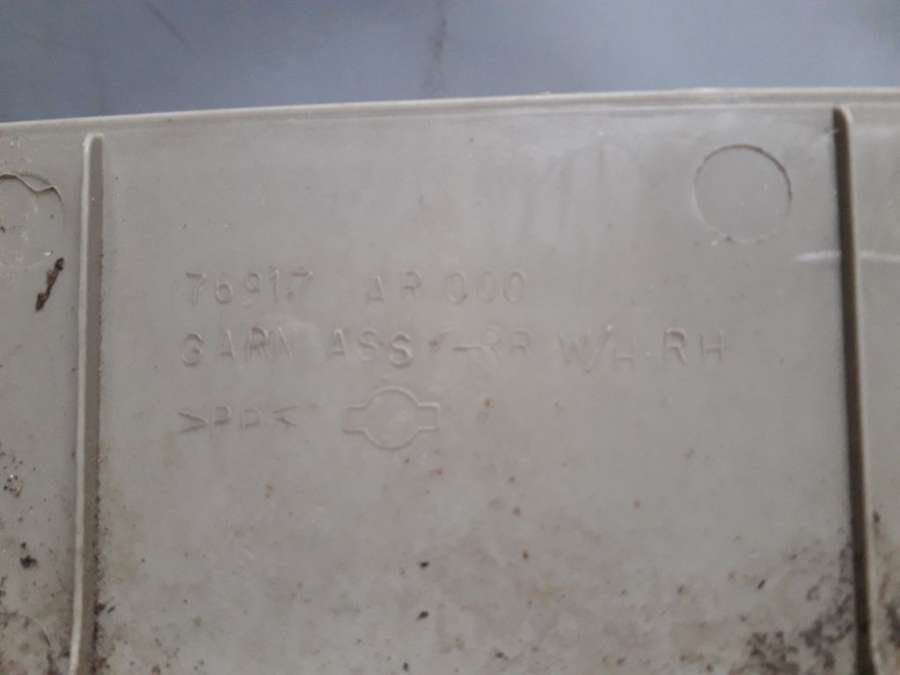 76917 AR000
GARN ASSY-RR W/H RH
>PP<